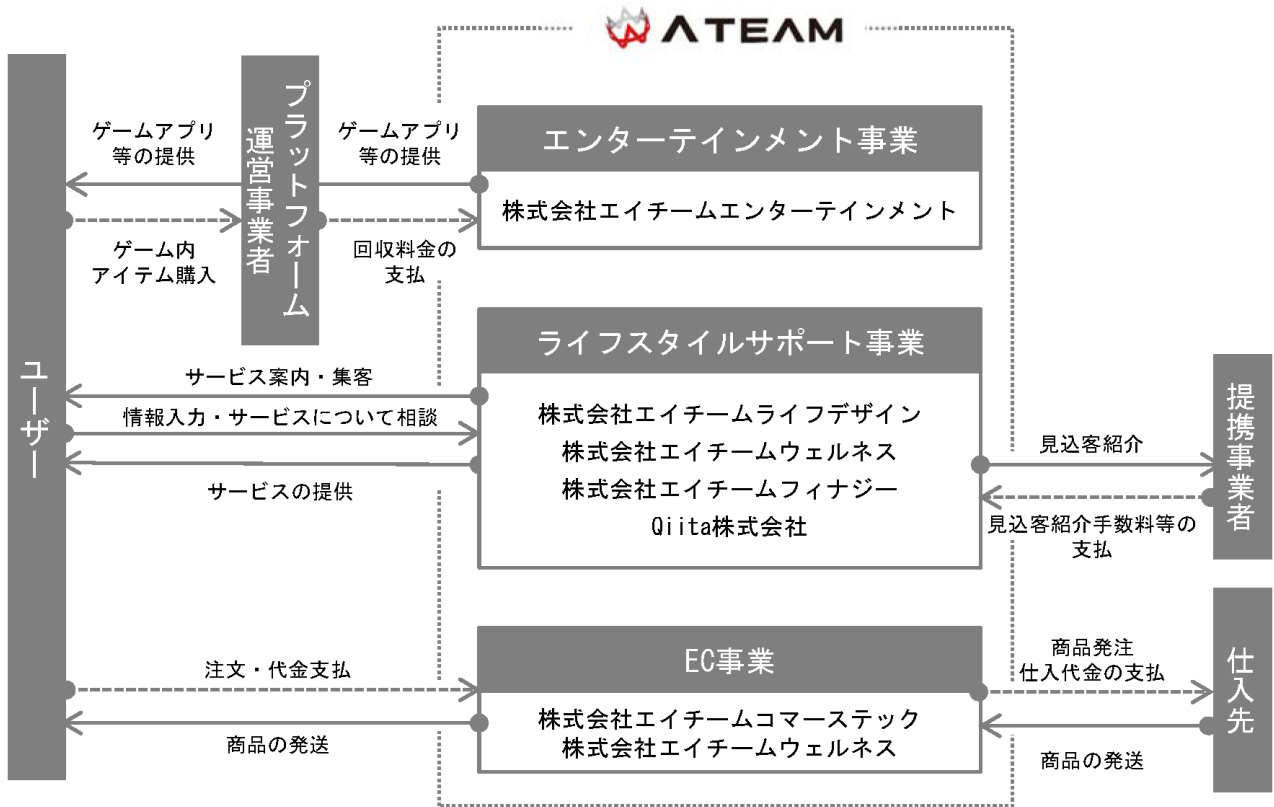 ATEAM
ユーザー
プラットフォーム
運営事業者
ゲームアプリ
等の提供
ゲームアプリ
等の提供
ゲーム内
アイテム購入
回収料金の
支払
エンターテインメント事業
株式会社エイチームエンターテインメント
ライフスタイルサポート事業
サービス案内・集客
情報入力・サービスについて相談
サービスの提供
株式会社エイチームライフデザイン
株式会社エイチームウェルネス
株式会社エイチームフィナジー
Qiita株式会社
見込客紹介
見込客紹介手数料等の
支払
提携事業者
EC事業
注文・代金支払
商品の発送
株式会社エイチームコマーステック
株式会社エイチームウェルネス
商品発注
仕入代金の支払
商品の発送
仕入先